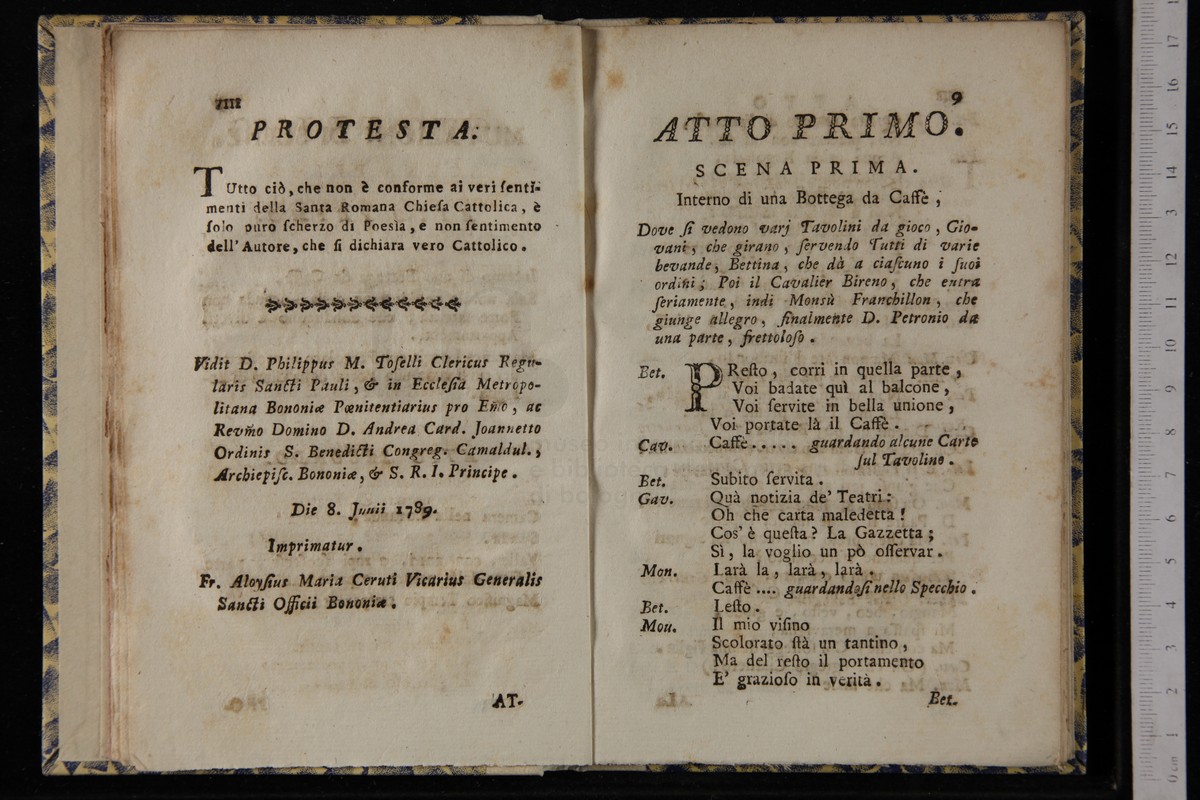 VIII
PROTESTA.
TUtto ciò, che non è conforme ai veri ſenti-
menti della Santa Romana Chieſa Cattolica, è
ſolo puro ſcherzo di Poesìa, e non ſentimento
dell' Autore, che ſi dichiara vero Cattolico.
Vidit D. Philippus M. Toſelli Clericus Regu-
laris Sancti Pauli, & in Eccleſia Metropo-
litana Bononiæ Pœnitentiarius pro Em̃o, ac
Revm̃o Domino D. Andrea Card. Joannetto
Ordinis S. Benedicti Congreg. Camaldul.,
Archiepiſc. Bononiæ, & S. R. I. Principe.
Die 8. Junii 1789.
Imprimatur.
Fr. Aloyſius Maria Ceruti Vicarius Generalis
Sancti Officii Bononiæ.
AT-
9
ATTO PRIMO.
SCENA PRIMA.
Interno di una Bottega da Caffè;
Dove ſi vedono varj Tavolini da gioco, Gio-
vani, che girano, ſervendo Tutti di varie
bevande, Bettina, che dà a ciaſcuno i ſuoi
ordini; Poi il Cavalier Bireno, che entra
ſeriamente, indi Monsù Franchillon, che
giunge allegro, finalmente D. Petronio da
una parte, frettoloſo.
Bet. PReſto, corri in quella parte,
Voi badate quì al balcone,
Voi ſervite in bella unione,
Voi portate là il Caffè.
Cav. Caffè..... guardando alcune Carte
ſul Tavolino.
Bet. Subito ſervita.
Gav. Quà notizia de' Teatri:
Oh che carta maledetta!
Cos' è queſta? La Gazzetta;
Sì, la voglio un pò oſſervar.
Mon. Larà la, larà, larà.
Caffè.... guardandoſi nello Specchio.
Bet. Leſto.
Mou. Il mio viſino
Scolorato ſtà un tantino,
Ma del reſto il portamento
E' grazioſo in verità.
Bet.